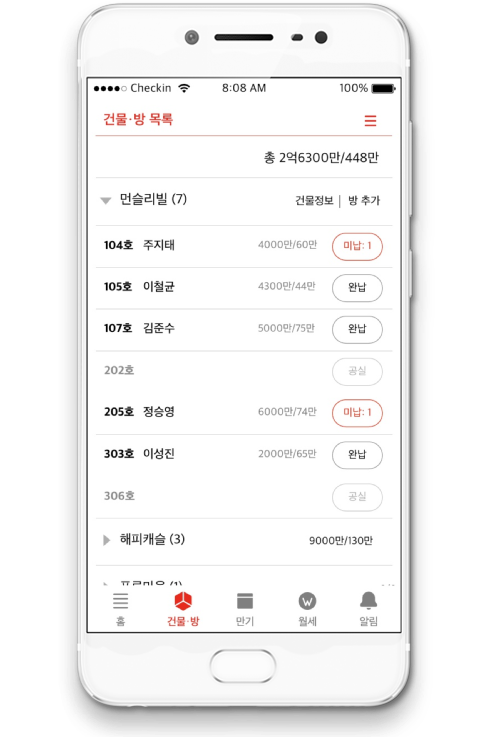 Checkin 8:08 AM 100%
건물·방 목록
총 2억6300만/448만
먼슬리빌 (7) 건물정보 | 방 추가
104호 주지태 4000만/60만 미납: 1
105호 이철균 4300만/44만 완납
107호 김준수 5000만/75만 완납
202호 공실
205호 정승영 6000만/74만 미납: 1
303호 이성진 2000만/65만 완납
306호 공실
해피캐슬 (3) 9000만/130만
홈 건물·방 만기 월세 알림